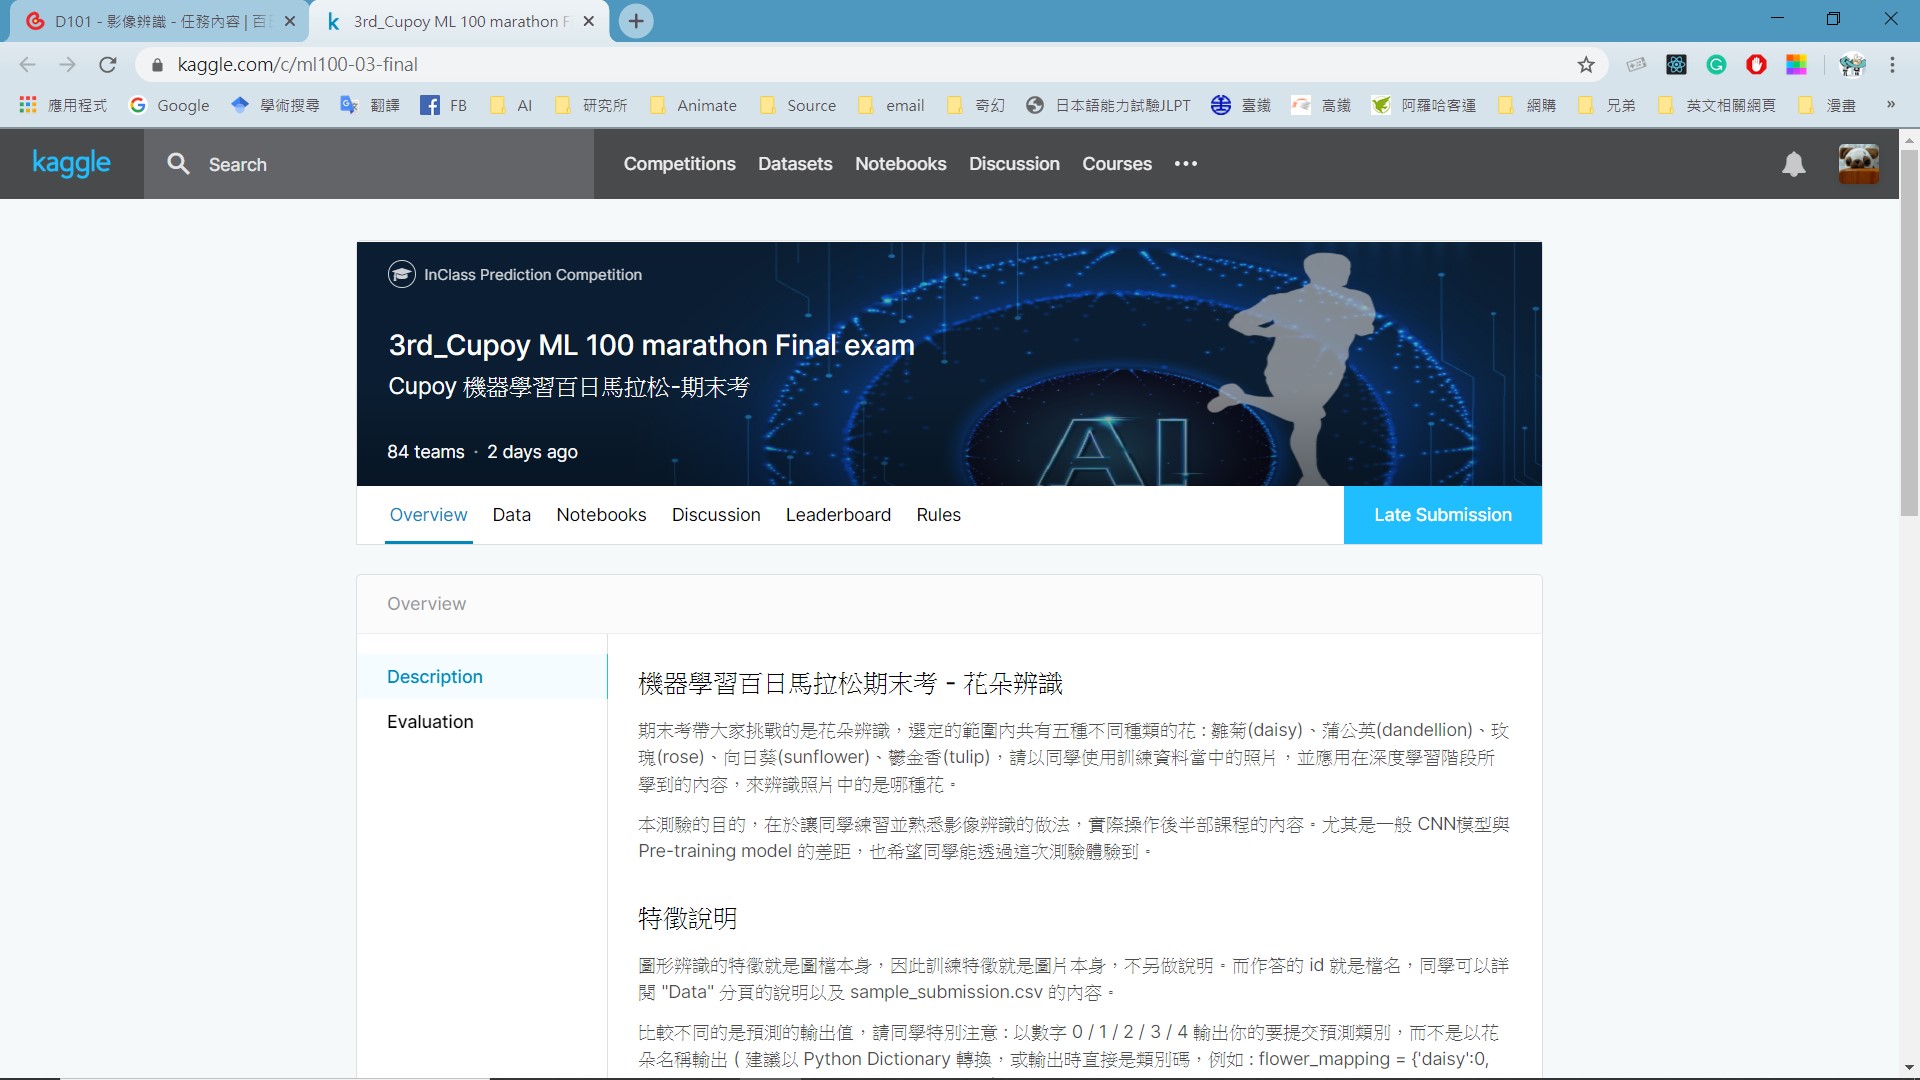 D101 - 影像辨識 - 任務內容 | 百
3rd_Cupoy ML 100 marathon F
kaggle.com/c/ml100-03-final
應用程式 Google 學術搜尋 翻譯 FB AI 研究所 Animate Source email 奇幻 日本語能力試験JLPT 臺鐵 高鐵 阿羅哈客運 網購 兄弟 英文相關網頁 漫畫 »
kaggle Search Competitions Datasets Notebooks Discussion Courses
InClass Prediction Competition
3rd_Cupoy ML 100 marathon Final exam
Cupoy 機器學習百日馬拉松-期末考
AI
84 teams · 2 days ago
Overview Data Notebooks Discussion Leaderboard Rules Late Submission
Overview
Description
Evaluation
機器學習百日馬拉松期末考 - 花朵辨識
期末考帶大家挑戰的是花朵辨識，選定的範圍內共有五種不同種類的花 : 雛菊(daisy)、蒲公英(dandellion)、玫
瑰(rose)、向日葵(sunflower)、鬱金香(tulip)，請以同學使用訓練資料當中的照片，並應用在深度學習階段所
學到的內容，來辨識照片中的是哪種花。
本測驗的目的，在於讓同學練習並熟悉影像辨識的做法，實際操作後半部課程的內容。尤其是一般 CNN模型與
Pre-training model 的差距，也希望同學能透過這次測驗體驗到。
特徵說明
圖形辨識的特徵就是圖檔本身，因此訓練特徵就是圖片本身，不另做說明。而作答的 id 就是檔名，同學可以詳
閱 "Data" 分頁的說明以及 sample_submission.csv 的內容。
比較不同的是預測的輸出值，請同學特別注意 : 以數字 0 / 1 / 2 / 3 / 4 輸出你的要提交預測類別，而不是以花
朵名稱輸出 ( 建議以 Python Dictionary 轉換，或輸出時直接是類別碼，例如 : flower_mapping = {'daisy':0,